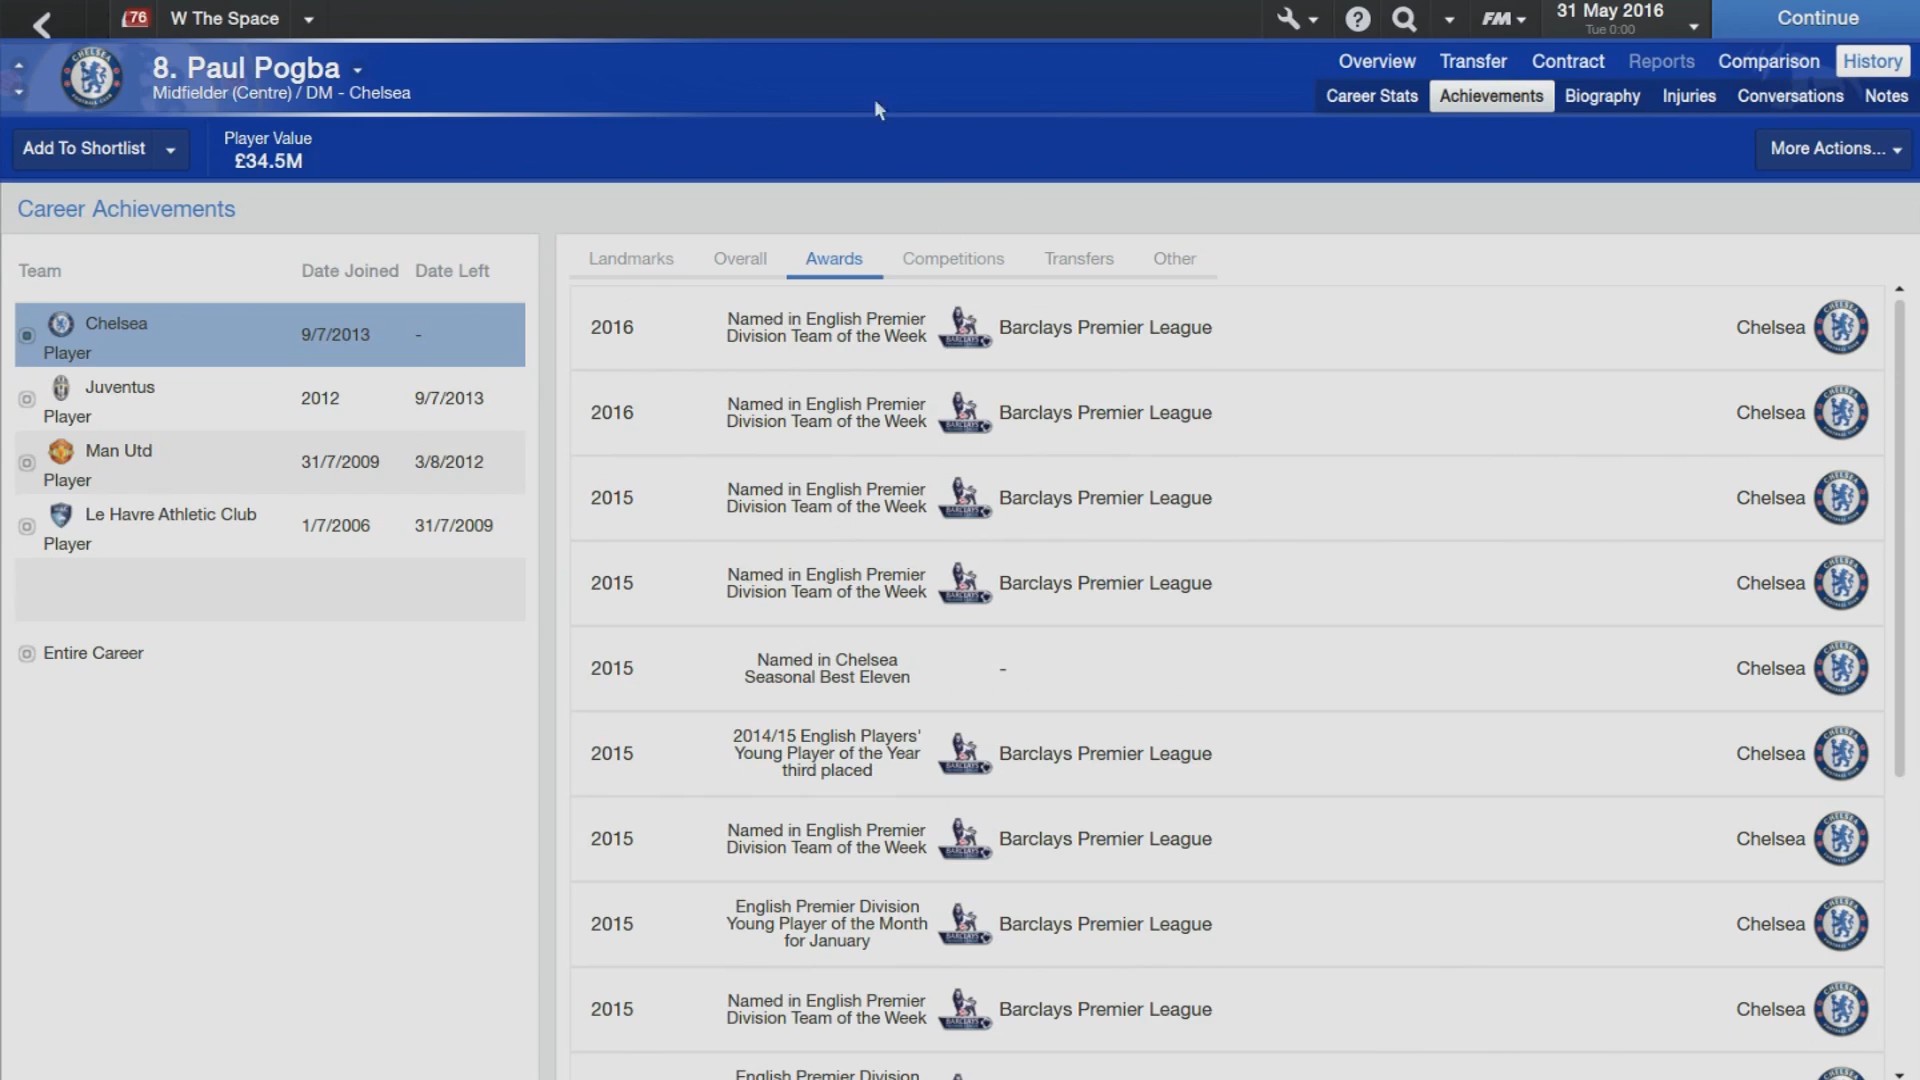 76 W The Space
FM
31 May 2016
Tue 0:00
Continue
8. Paul Pogba
Midfielder (Centre) / DM - Chelsea
Overview Transfer Contract Reports Comparison History
Career Stats Achievements Biography Injuries Conversations Notes
Add To Shortlist
Player Value
£34.5M
More Actions...
Career Achievements
Team Date Joined Date Left
Chelsea
Player
9/7/2013 -
Juventus
Player
2012 9/7/2013
Man Utd
Player
31/7/2009 3/8/2012
Le Havre Athletic Club
Player
1/7/2006 31/7/2009
Entire Career
Landmarks Overall Awards Competitions Transfers Other
2016
Named in English Premier
Division Team of the Week
Barclays Premier League
Chelsea
2016
Named in English Premier
Division Team of the Week
Barclays Premier League
Chelsea
2015
Named in English Premier
Division Team of the Week
Barclays Premier League
Chelsea
2015
Named in English Premier
Division Team of the Week
Barclays Premier League
Chelsea
2015
Named in Chelsea
Seasonal Best Eleven
-
Chelsea
2015
2014/15 English Players'
Young Player of the Year
third placed
Barclays Premier League
Chelsea
2015
Named in English Premier
Division Team of the Week
Barclays Premier League
Chelsea
2015
English Premier Division
Young Player of the Month
for January
Barclays Premier League
Chelsea
2015
Named in English Premier
Division Team of the Week
Barclays Premier League
Chelsea
English Premier Division